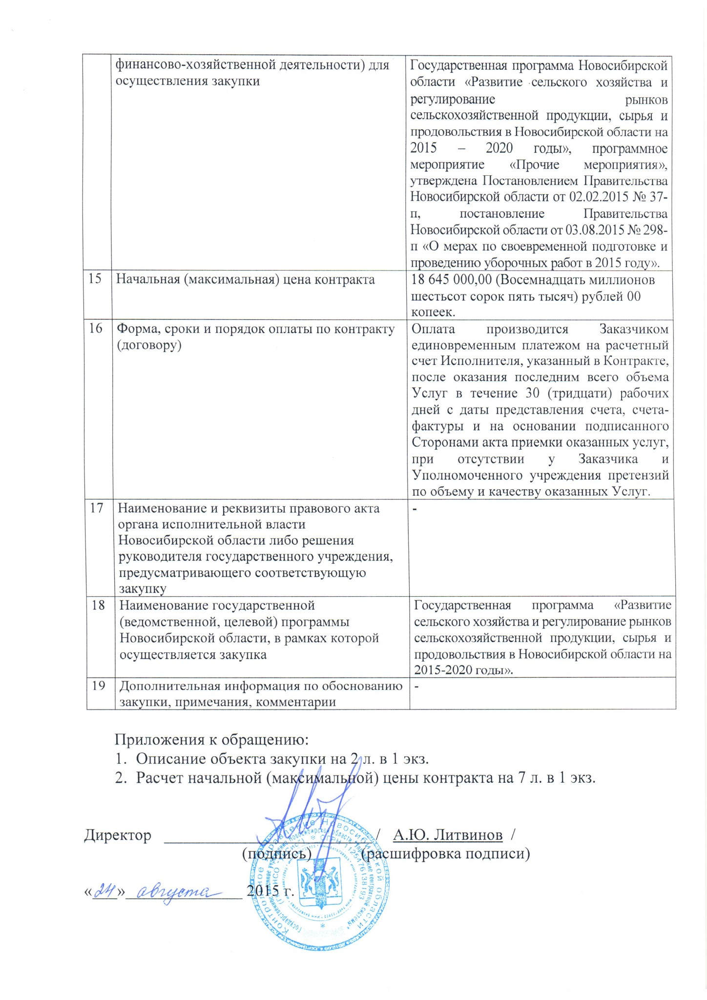 финансово-хозяйственной деятельности) для
осуществления закупки
Государственная программа Новосибирской
области «Развитие сельского хозяйства и
регулирование рынков
сельскохозяйственной продукции, сырья и
продовольствия в Новосибирской области на
2015 – 2020 годы», программное
мероприятие «Прочие мероприятия»,
утверждена Постановлением Правительства
Новосибирской области от 02.02.2015 № 37-
п, постановление Правительства
Новосибирской области от 03.08.2015 № 298-
п «О мерах по своевременной подготовке и
проведению уборочных работ в 2015 году».
15
Начальная (максимальная) цена контракта
18 645 000,00 (Восемнадцать миллионов
шестьсот сорок пять тысяч) рублей 00
копеек.
16
Форма, сроки и порядок оплаты по контракту
(договору)
Оплата производится Заказчиком
единовременным платежом на расчетный
счет Исполнителя, указанный в Контракте,
после оказания последним всего объема
Услуг в течение 30 (тридцати) рабочих
дней с даты представления счета, счета-
фактуры и на основании подписанного
Сторонами акта приемки оказанных услуг,
при отсутствии у Заказчика и
Уполномоченного учреждения претензий
по объему и качеству оказанных Услуг.
17
Наименование и реквизиты правового акта
органа исполнительной власти
Новосибирской области либо решения
руководителя государственного учреждения,
предусматривающего соответствующую
закупку
-
18
Наименование государственной
(ведомственной, целевой) программы
Новосибирской области, в рамках которой
осуществляется закупка
Государственная программа «Развитие
сельского хозяйства и регулирование рынков
сельскохозяйственной продукции, сырья и
продовольствия в Новосибирской области на
2015-2020 годы».
19
Дополнительная информация по обоснованию
закупки, примечания, комментарии
-
Приложения к обращению:
1. Описание объекта закупки на 2 л. в 1 экз.
2. Расчет начальной (максимальной) цены контракта на 7 л. в 1 экз.
Директор / А.Ю. Литвинов /
(подпись) (расшифровка подписи)
«24» августа 2015 г.
Контрольное управление Новосибирской области
ОГРН 1125476138193